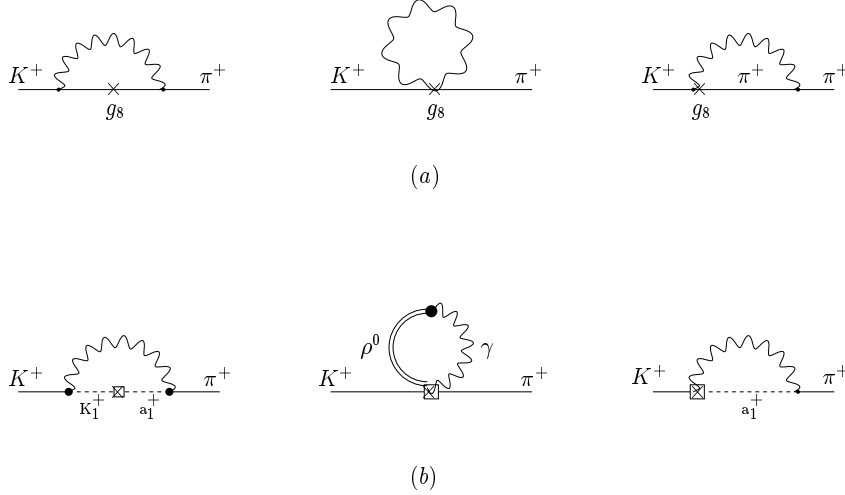 K⁺ π⁺ K⁺ π⁺ K⁺ π⁺ π⁺
g₈ g₈ g₈
(a)
ρ⁰ γ
K⁺ π⁺ K⁺ π⁺ K⁺ π⁺
K₁⁺ a₁⁺ a₁⁺
(b)